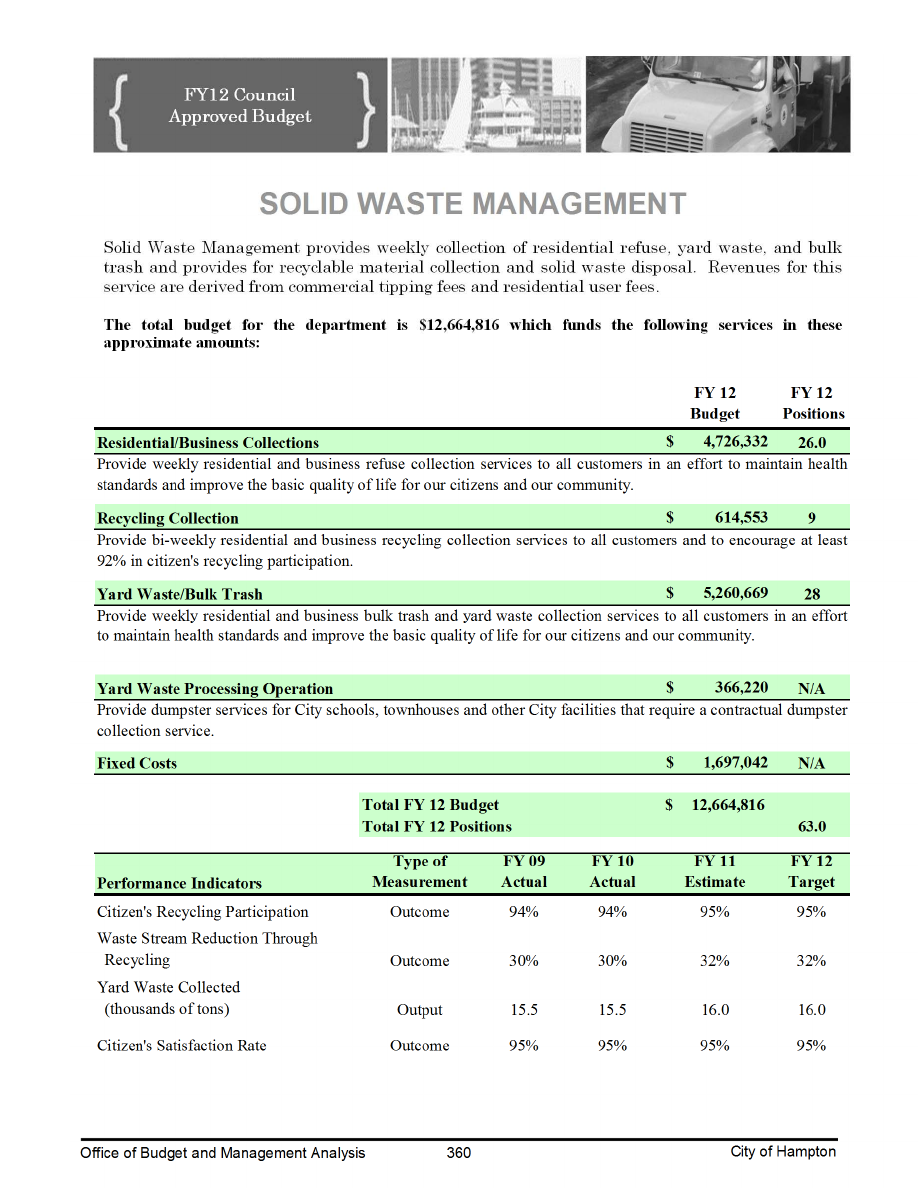 FY12 Council
Approved Budget
SOLID WASTE MANAGEMENT
Solid Waste Management provides weekly collection of residential refuse, yard waste, and bulk
trash and provides for recyclable material collection and solid waste disposal. Revenues for this
service are derived from commercial tipping fees and residential user fees.
The total budget for the department is $12,664,816 which funds the following services in these
approximate amounts:
FY 12 FY 12
Budget Positions
Residential/Business Collections $ 4,726,332 26.0
Provide weekly residential and business refuse collection services to all customers in an effort to maintain health
standards and improve the basic quality of life for our citizens and our community.
Recycling Collection $ 614,553 9
Provide bi-weekly residential and business recycling collection services to all customers and to encourage at least
92% in citizen's recycling participation.
Yard Waste/Bulk Trash $ 5,260,669 28
Provide weekly residential and business bulk trash and yard waste collection services to all customers in an effort
to maintain health standards and improve the basic quality of life for our citizens and our community.
Yard Waste Processing Operation $ 366,220 N/A
Provide dumpster services for City schools, townhouses and other City facilities that require a contractual dumpster
collection service.
Fixed Costs $ 1,697,042 N/A
Total FY 12 Budget $ 12,664,816
Total FY 12 Positions 63.0
Type of FY 09 FY 10 FY 11 FY 12
Performance Indicators Measurement Actual Actual Estimate Target
Citizen's Recycling Participation Outcome 94% 94% 95% 95%
Waste Stream Reduction Through
Recycling Outcome 30% 30% 32% 32%
Yard Waste Collected
(thousands of tons) Output 15.5 15.5 16.0 16.0
Citizen's Satisfaction Rate Outcome 95% 95% 95% 95%
Office of Budget and Management Analysis 360 City of Hampton